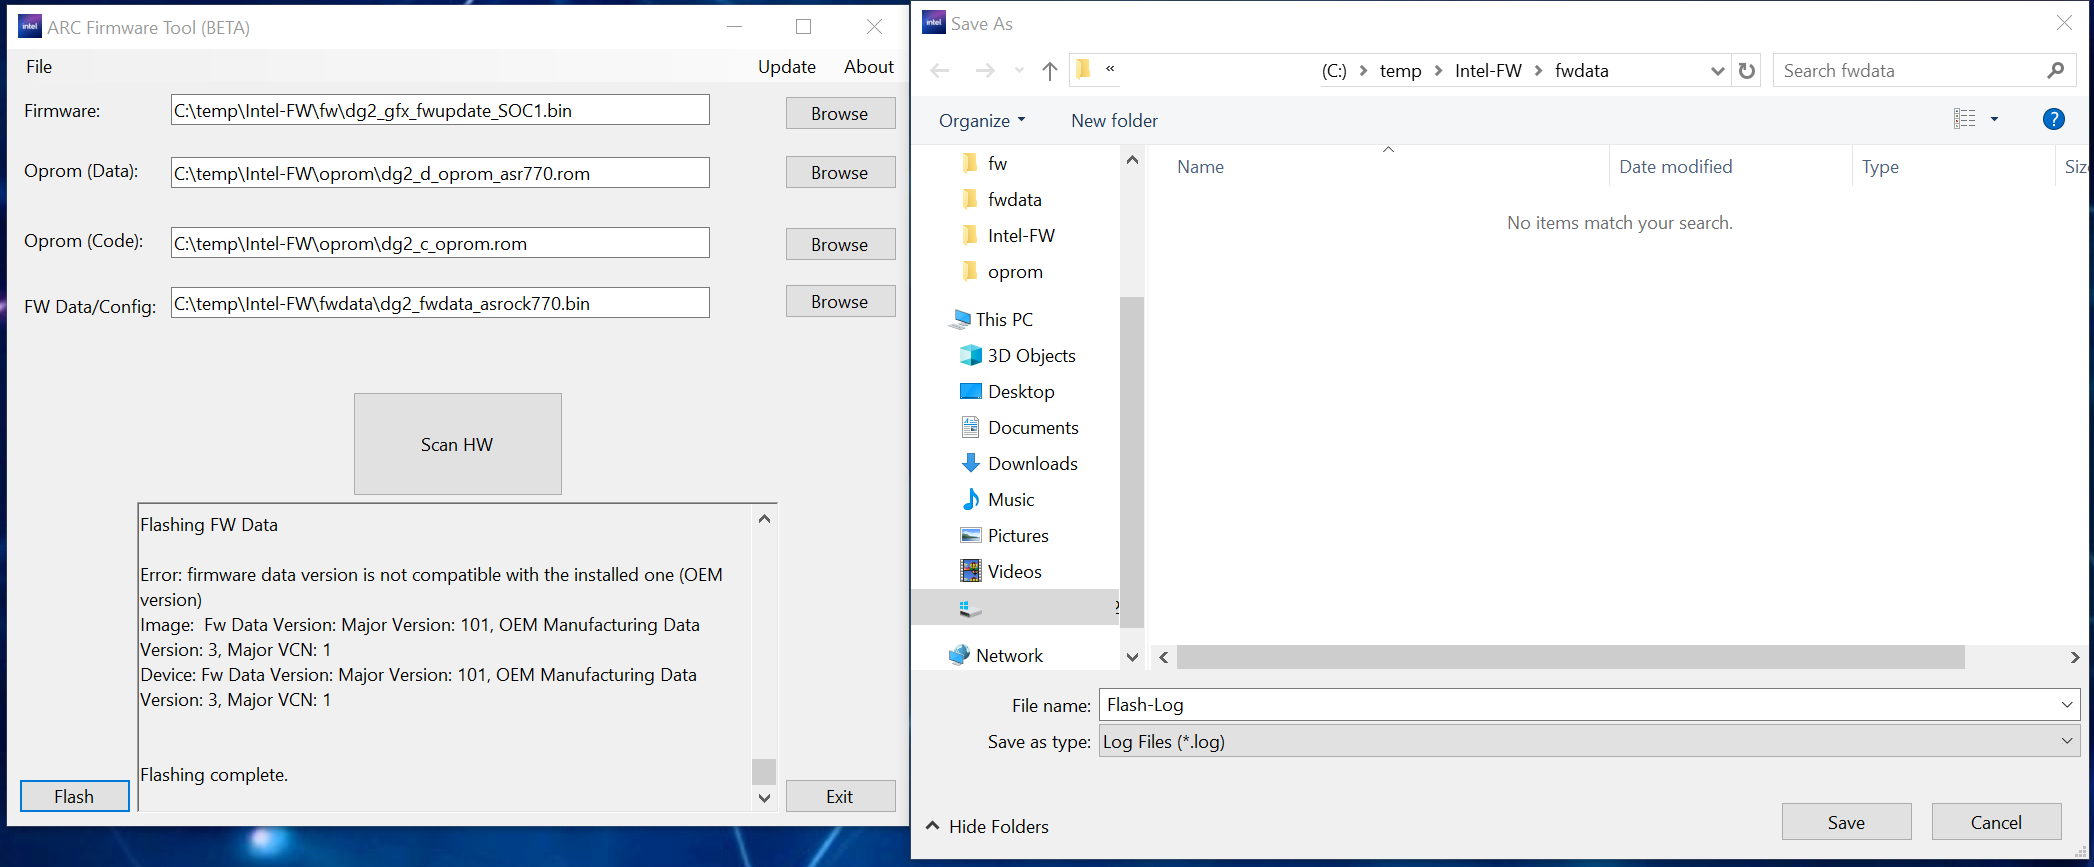 intel ARC Firmware Tool (BETA)
File Update About
Firmware: C:\temp\Intel-FW\fw\dg2_gfx_fwupdate_SOC1.bin Browse
Oprom (Data): C:\temp\Intel-FW\oprom\dg2_d_oprom_asr770.rom Browse
Oprom (Code): C:\temp\Intel-FW\oprom\dg2_c_oprom.rom Browse
FW Data/Config: C:\temp\Intel-FW\fwdata\dg2_fwdata_asrock770.bin Browse
Scan HW
Flashing FW Data
Error: firmware data version is not compatible with the installed one (OEM
version)
Image:  Fw Data Version: Major Version: 101, OEM Manufacturing Data
Version: 3, Major VCN: 1
Device: Fw Data Version: Major Version: 101, OEM Manufacturing Data
Version: 3, Major VCN: 1
Flashing complete.
Flash Exit
intel Save As
« (C:) > temp > Intel-FW > fwdata Search fwdata
Organize New folder ?
fw
fwdata
Intel-FW
oprom
This PC
3D Objects
Desktop
Documents
Downloads
Music
Pictures
Videos
Network
Name Date modified Type
No items match your search.
File name: Flash-Log
Save as type: Log Files (*.log)
Hide Folders Save Cancel